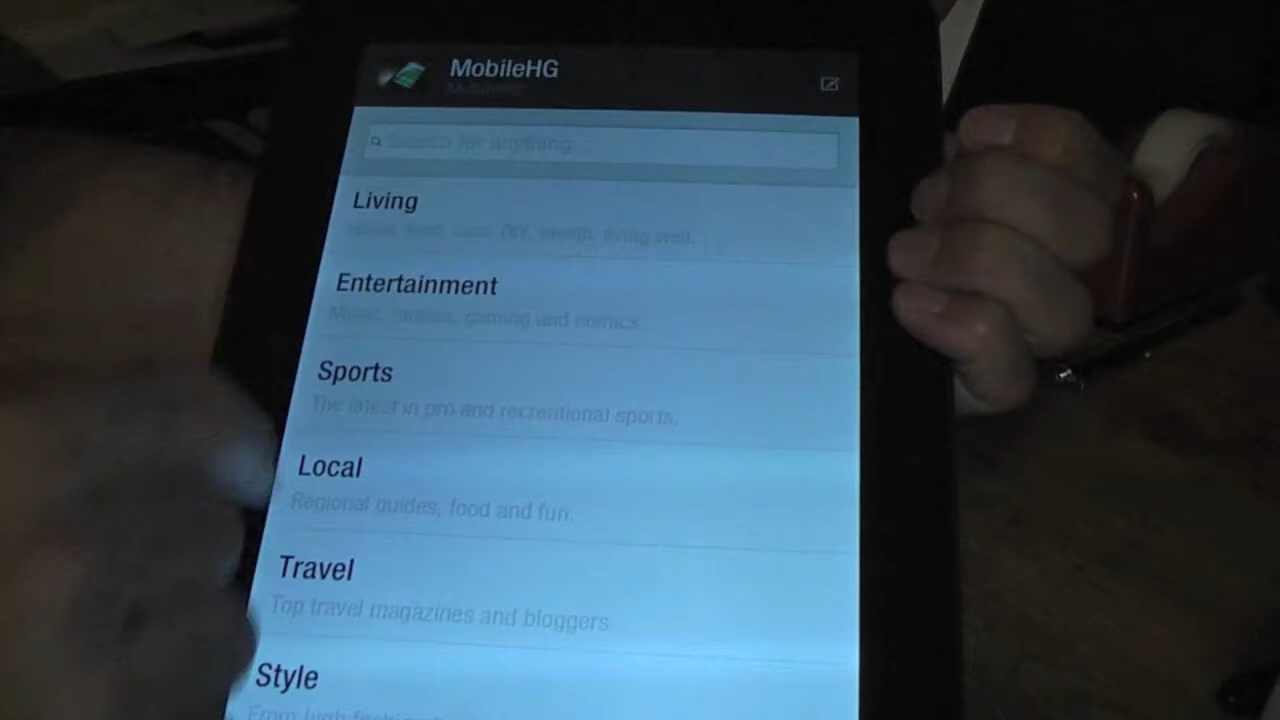 MobileHG
Search for anything
Living
home, food, cars, DIY, health, living well.
Entertainment
Music, movies, gaming and comics.
Sports
The latest in pro and recreational sports.
Local
Regional guides, food and fun.
Travel
Top travel magazines and bloggers.
Style
From high